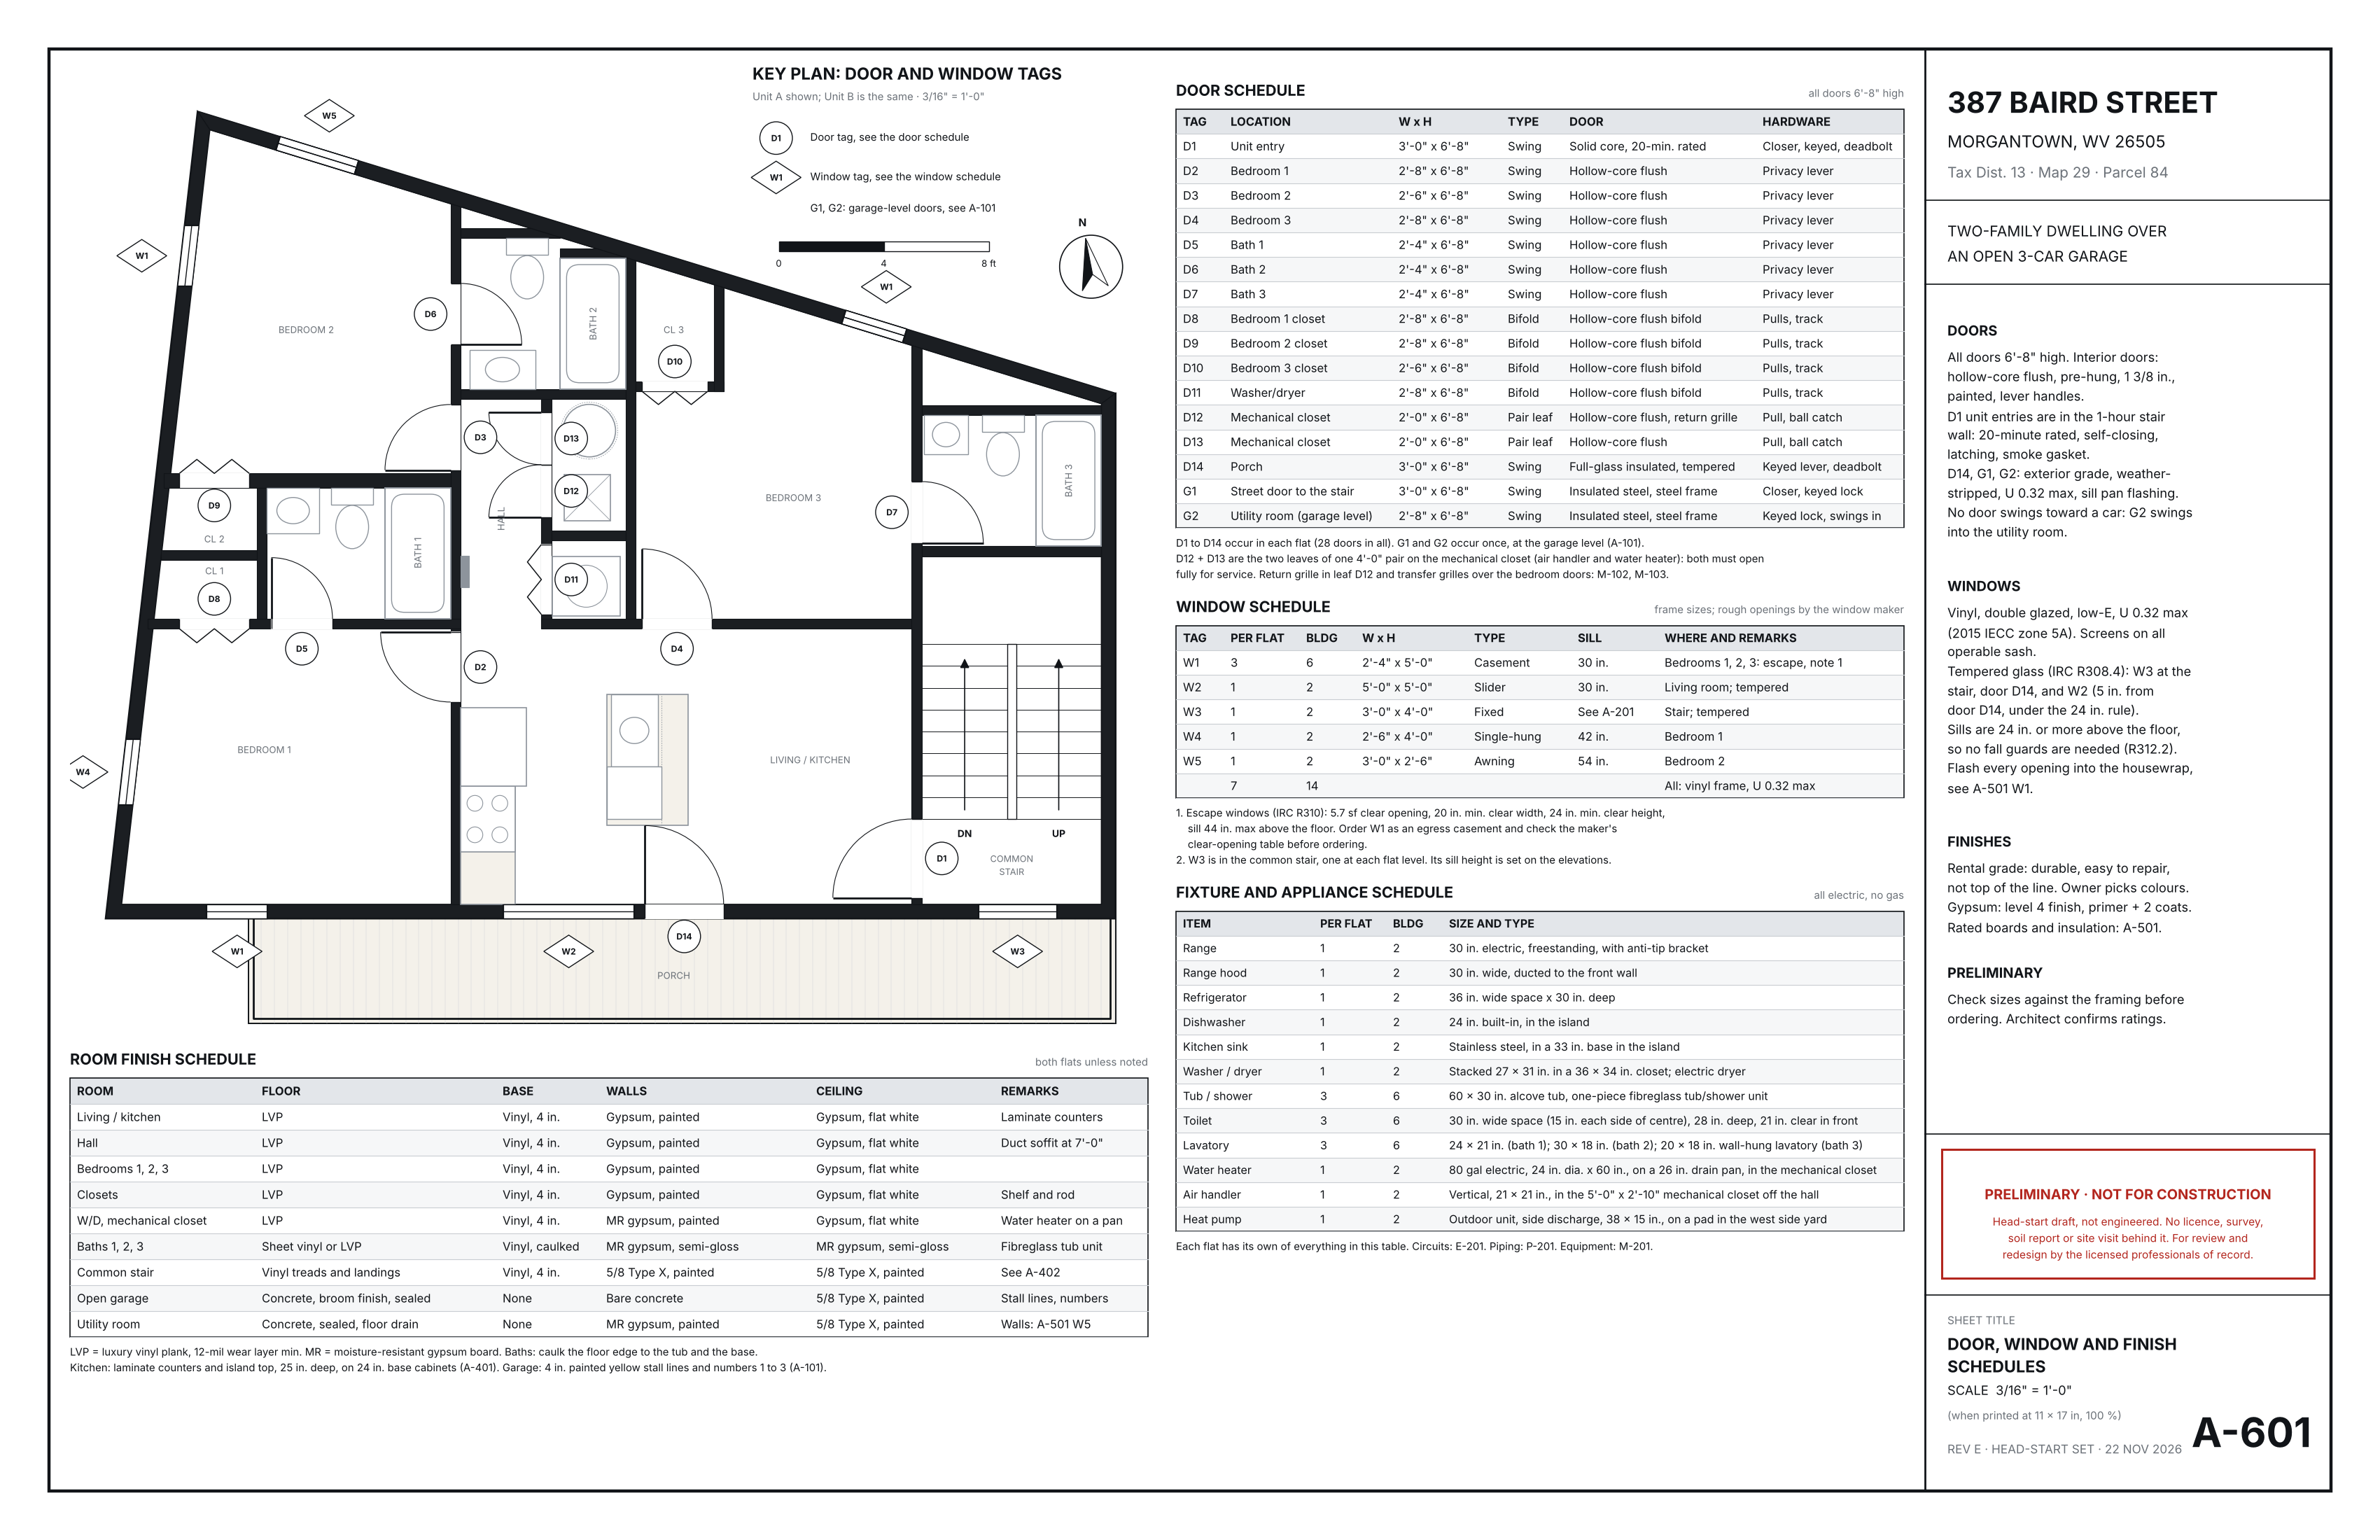 KEY PLAN: DOOR AND WINDOW TAGS
Unit A shown; Unit B is the same · 3/16" = 1'-0"
D1 Door tag, see the door schedule
W1 Window tag, see the window schedule
G1, G2: garage-level doors, see A-101
0 4 8 ft
N
W5
W1
W1
D6
BEDROOM 2
BATH 2
CL 3
D10
D3
D13
D12
HALL
BEDROOM 3
D7
BATH 3
D9
CL 2
CL 1
D8
BATH 1
D11
D5
D2
D4
W4
BEDROOM 1
LIVING / KITCHEN
DN UP
D1
COMMON
STAIR
W1
W2
D14
W3
PORCH
ROOM FINISH SCHEDULE both flats unless noted
ROOM FLOOR BASE WALLS CEILING REMARKS
Living / kitchen LVP Vinyl, 4 in. Gypsum, painted Gypsum, flat white Laminate counters
Hall LVP Vinyl, 4 in. Gypsum, painted Gypsum, flat white Duct soffit at 7'-0"
Bedrooms 1, 2, 3 LVP Vinyl, 4 in. Gypsum, painted Gypsum, flat white
Closets LVP Vinyl, 4 in. Gypsum, painted Gypsum, flat white Shelf and rod
W/D, mechanical closet LVP Vinyl, 4 in. MR gypsum, painted Gypsum, flat white Water heater on a pan
Baths 1, 2, 3 Sheet vinyl or LVP Vinyl, caulked MR gypsum, semi-gloss MR gypsum, semi-gloss Fibreglass tub unit
Common stair Vinyl treads and landings Vinyl, 4 in. 5/8 Type X, painted 5/8 Type X, painted See A-402
Open garage Concrete, broom finish, sealed None Bare concrete 5/8 Type X, painted Stall lines, numbers
Utility room Concrete, sealed, floor drain None MR gypsum, painted 5/8 Type X, painted Walls: A-501 W5
LVP = luxury vinyl plank, 12-mil wear layer min. MR = moisture-resistant gypsum board. Baths: caulk the floor edge to the tub and the base.
Kitchen: laminate counters and island top, 25 in. deep, on 24 in. base cabinets (A-401). Garage: 4 in. painted yellow stall lines and numbers 1 to 3 (A-101).
DOOR SCHEDULE all doors 6'-8" high
TAG LOCATION W x H TYPE DOOR HARDWARE
D1 Unit entry 3'-0" x 6'-8" Swing Solid core, 20-min. rated Closer, keyed, deadbolt
D2 Bedroom 1 2'-8" x 6'-8" Swing Hollow-core flush Privacy lever
D3 Bedroom 2 2'-6" x 6'-8" Swing Hollow-core flush Privacy lever
D4 Bedroom 3 2'-8" x 6'-8" Swing Hollow-core flush Privacy lever
D5 Bath 1 2'-4" x 6'-8" Swing Hollow-core flush Privacy lever
D6 Bath 2 2'-4" x 6'-8" Swing Hollow-core flush Privacy lever
D7 Bath 3 2'-4" x 6'-8" Swing Hollow-core flush Privacy lever
D8 Bedroom 1 closet 2'-8" x 6'-8" Bifold Hollow-core flush bifold Pulls, track
D9 Bedroom 2 closet 2'-8" x 6'-8" Bifold Hollow-core flush bifold Pulls, track
D10 Bedroom 3 closet 2'-6" x 6'-8" Bifold Hollow-core flush bifold Pulls, track
D11 Washer/dryer 2'-8" x 6'-8" Bifold Hollow-core flush bifold Pulls, track
D12 Mechanical closet 2'-0" x 6'-8" Pair leaf Hollow-core flush, return grille Pull, ball catch
D13 Mechanical closet 2'-0" x 6'-8" Pair leaf Hollow-core flush Pull, ball catch
D14 Porch 3'-0" x 6'-8" Swing Full-glass insulated, tempered Keyed lever, deadbolt
G1 Street door to the stair 3'-0" x 6'-8" Swing Insulated steel, steel frame Closer, keyed lock
G2 Utility room (garage level) 2'-8" x 6'-8" Swing Insulated steel, steel frame Keyed lock, swings in
D1 to D14 occur in each flat (28 doors in all). G1 and G2 occur once, at the garage level (A-101).
D12 + D13 are the two leaves of one 4'-0" pair on the mechanical closet (air handler and water heater): both must open
fully for service. Return grille in leaf D12 and transfer grilles over the bedroom doors: M-102, M-103.
WINDOW SCHEDULE frame sizes; rough openings by the window maker
TAG PER FLAT BLDG W x H TYPE SILL WHERE AND REMARKS
W1 3 6 2'-4" x 5'-0" Casement 30 in. Bedrooms 1, 2, 3: escape, note 1
W2 1 2 5'-0" x 5'-0" Slider 30 in. Living room; tempered
W3 1 2 3'-0" x 4'-0" Fixed See A-201 Stair; tempered
W4 1 2 2'-6" x 4'-0" Single-hung 42 in. Bedroom 1
W5 1 2 3'-0" x 2'-6" Awning 54 in. Bedroom 2
7 14 All: vinyl frame, U 0.32 max
1. Escape windows (IRC R310): 5.7 sf clear opening, 20 in. min. clear width, 24 in. min. clear height,
sill 44 in. max above the floor. Order W1 as an egress casement and check the maker's
clear-opening table before ordering.
2. W3 is in the common stair, one at each flat level. Its sill height is set on the elevations.
FIXTURE AND APPLIANCE SCHEDULE all electric, no gas
ITEM PER FLAT BLDG SIZE AND TYPE
Range 1 2 30 in. electric, freestanding, with anti-tip bracket
Range hood 1 2 30 in. wide, ducted to the front wall
Refrigerator 1 2 36 in. wide space x 30 in. deep
Dishwasher 1 2 24 in. built-in, in the island
Kitchen sink 1 2 Stainless steel, in a 33 in. base in the island
Washer / dryer 1 2 Stacked 27 × 31 in. in a 36 × 34 in. closet; electric dryer
Tub / shower 3 6 60 × 30 in. alcove tub, one-piece fibreglass tub/shower unit
Toilet 3 6 30 in. wide space (15 in. each side of centre), 28 in. deep, 21 in. clear in front
Lavatory 3 6 24 × 21 in. (bath 1); 30 × 18 in. (bath 2); 20 × 18 in. wall-hung lavatory (bath 3)
Water heater 1 2 80 gal electric, 24 in. dia. x 60 in., on a 26 in. drain pan, in the mechanical closet
Air handler 1 2 Vertical, 21 × 21 in., in the 5'-0" x 2'-10" mechanical closet off the hall
Heat pump 1 2 Outdoor unit, side discharge, 38 × 15 in., on a pad in the west side yard
Each flat has its own of everything in this table. Circuits: E-201. Piping: P-201. Equipment: M-201.
387 BAIRD STREET
MORGANTOWN, WV 26505
Tax Dist. 13 · Map 29 · Parcel 84
TWO-FAMILY DWELLING OVER
AN OPEN 3-CAR GARAGE
DOORS
All doors 6'-8" high. Interior doors:
hollow-core flush, pre-hung, 1 3/8 in.,
painted, lever handles.
D1 unit entries are in the 1-hour stair
wall: 20-minute rated, self-closing,
latching, smoke gasket.
D14, G1, G2: exterior grade, weather-
stripped, U 0.32 max, sill pan flashing.
No door swings toward a car: G2 swings
into the utility room.
WINDOWS
Vinyl, double glazed, low-E, U 0.32 max
(2015 IECC zone 5A). Screens on all
operable sash.
Tempered glass (IRC R308.4): W3 at the
stair, door D14, and W2 (5 in. from
door D14, under the 24 in. rule).
Sills are 24 in. or more above the floor,
so no fall guards are needed (R312.2).
Flash every opening into the housewrap,
see A-501 W1.
FINISHES
Rental grade: durable, easy to repair,
not top of the line. Owner picks colours.
Gypsum: level 4 finish, primer + 2 coats.
Rated boards and insulation: A-501.
PRELIMINARY
Check sizes against the framing before
ordering. Architect confirms ratings.
PRELIMINARY · NOT FOR CONSTRUCTION
Head-start draft, not engineered. No licence, survey,
soil report or site visit behind it. For review and
redesign by the licensed professionals of record.
SHEET TITLE
DOOR, WINDOW AND FINISH
SCHEDULES
SCALE 3/16" = 1'-0"
(when printed at 11 × 17 in, 100 %)
REV E · HEAD-START SET · 22 NOV 2026
A-601